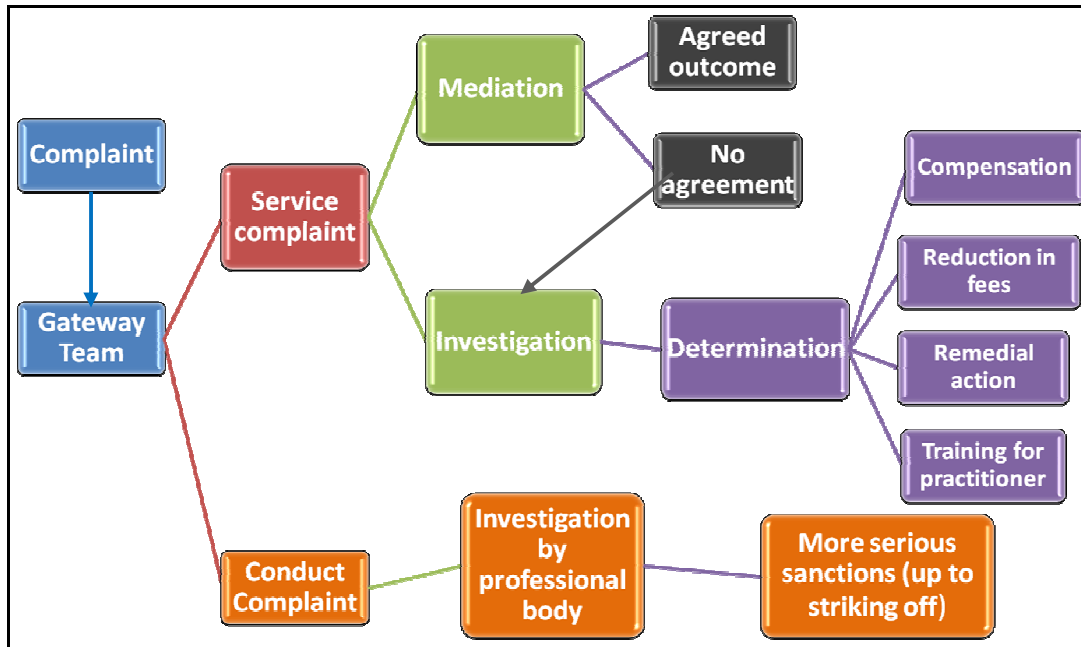 Complaint
Gateway
Team
Service
complaint
Mediation
Agreed
outcome
No
agreement
Investigation
Determination
Compensation
Reduction in
fees
Remedial
action
Training for
practitioner
Conduct
Complaint
Investigation
by
professional
body
More serious
sanctions (up to
striking off)